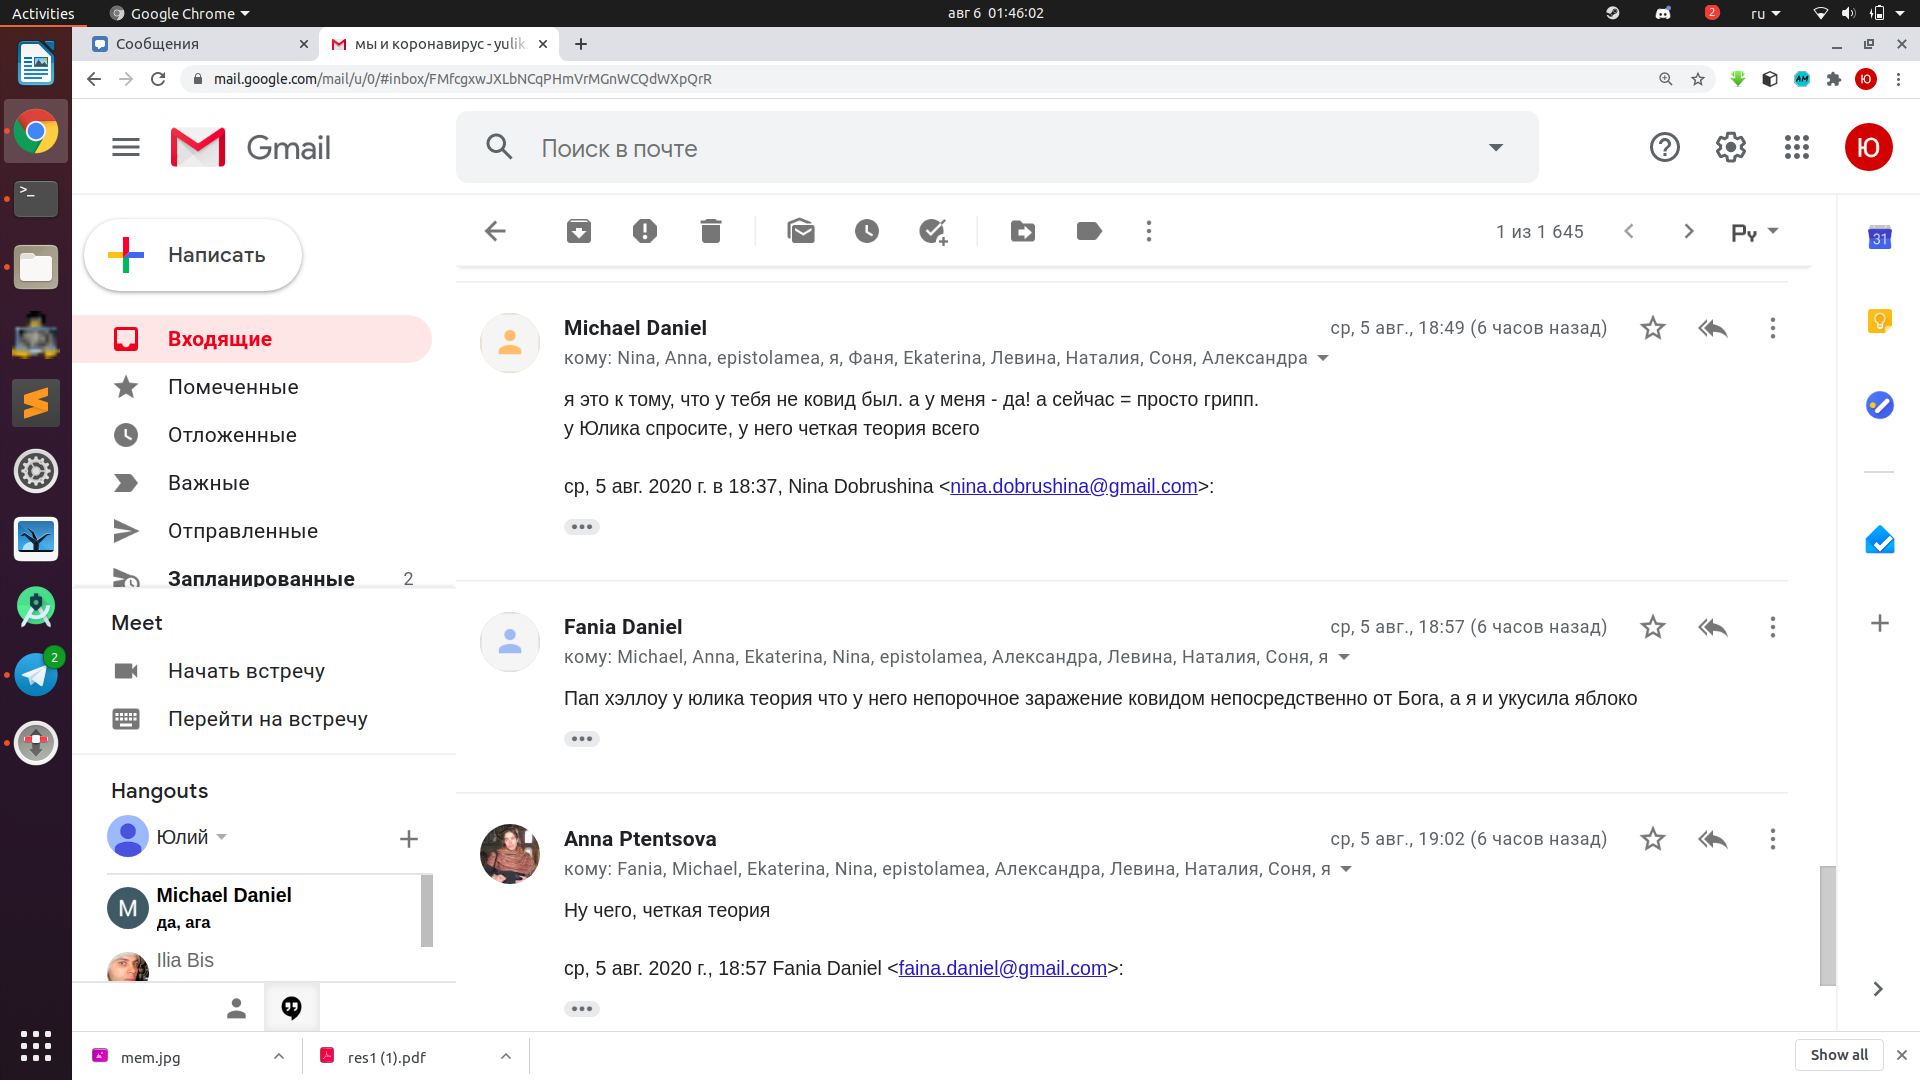 Activities
Google Chrome
авг 6 01:46:02
2
ru
Сообщения
мы и коронавирус - yulik.
mail.google.com/mail/u/0/#inbox/FMfcgxwJXLbNCqPHmVrMGnWCQdWXpQrR
Ю
Gmail
Поиск в почте
Ю
Написать
1 из 1 645
Ру
31
Входящие
Помеченные
Отложенные
Важные
Отправленные
Запланированные 2
Meet
Начать встречу
Перейти на встречу
Hangouts
Юлий
M
Michael Daniel
да, ага
Ilia Bis
2
Michael Daniel
ср, 5 авг., 18:49 (6 часов назад)
кому: Nina, Anna, epistolamea, я, Фаня, Ekaterina, Левина, Наталия, Соня, Александра
я это к тому, что у тебя не ковид был. а у меня - да! а сейчас = просто грипп.
у Юлика спросите, у него четкая теория всего
ср, 5 авг. 2020 г. в 18:37, Nina Dobrushina <nina.dobrushina@gmail.com>:
Fania Daniel
ср, 5 авг., 18:57 (6 часов назад)
кому: Michael, Anna, Ekaterina, Nina, epistolamea, Александра, Левина, Наталия, Соня, я
Пап хэллоу у юлика теория что у него непорочное заражение ковидом непосредственно от Бога, а я и укусила яблоко
Anna Ptentsova
ср, 5 авг., 19:02 (6 часов назад)
кому: Fania, Michael, Ekaterina, Nina, epistolamea, Александра, Левина, Наталия, Соня, я
Ну чего, четкая теория
ср, 5 авг. 2020 г., 18:57 Fania Daniel <faina.daniel@gmail.com>:
mem.jpg
res1 (1).pdf
Show all